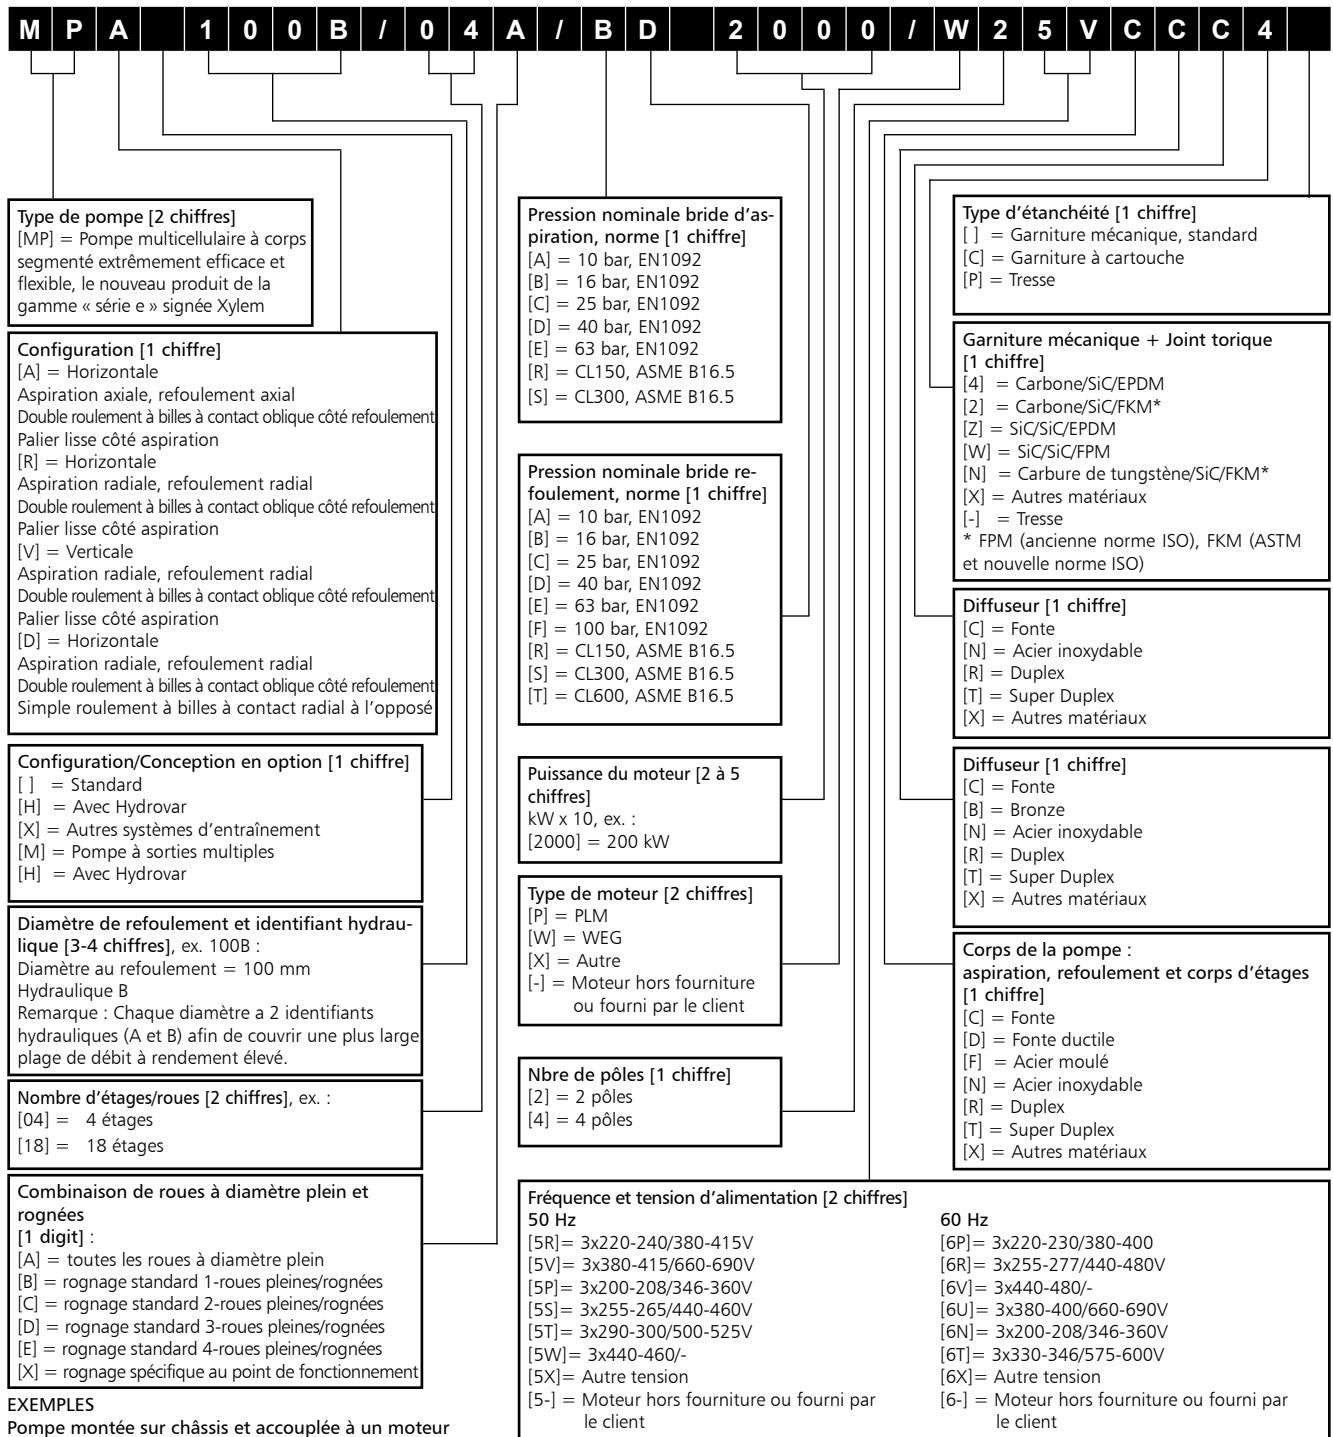 M P A 1 0 0 B / 0 4 A / B D 2 0 0 0 / W 2 5 V C C C 4
Type de pompe [2 chiffres]
[MP] = Pompe multicellulaire à corps
segmenté extrêmement efficace et
flexible, le nouveau produit de la
gamme « série e » signée Xylem
Configuration [1 chiffre]
[A] = Horizontale
Aspiration axiale, refoulement axial
Double roulement à billes à contact oblique côté refoulement
Palier lisse côté aspiration
[R] = Horizontale
Aspiration radiale, refoulement radial
Double roulement à billes à contact oblique côté refoulement
Palier lisse côté aspiration
[V] = Verticale
Aspiration radiale, refoulement radial
Double roulement à billes à contact oblique côté refoulement
Palier lisse côté aspiration
[D] = Horizontale
Aspiration radiale, refoulement radial
Double roulement à billes à contact oblique côté refoulement
Simple roulement à billes à contact radial à l'opposé
Configuration/Conception en option [1 chiffre]
[ ] = Standard
[H] = Avec Hydrovar
[X] = Autres systèmes d'entraînement
[M] = Pompe à sorties multiples
[H] = Avec Hydrovar
Diamètre de refoulement et identifiant hydrau-
lique [3-4 chiffres], ex. 100B :
Diamètre au refoulement = 100 mm
Hydraulique B
Remarque : Chaque diamètre a 2 identifiants
hydrauliques (A et B) afin de couvrir une plus large
plage de débit à rendement élevé.
Nombre d'étages/roues [2 chiffres], ex. :
[04] = 4 étages
[18] = 18 étages
Combinaison de roues à diamètre plein et
rognées
[1 digit] :
[A] = toutes les roues à diamètre plein
[B] = rognage standard 1-roues pleines/rognées
[C] = rognage standard 2-roues pleines/rognées
[D] = rognage standard 3-roues pleines/rognées
[E] = rognage standard 4-roues pleines/rognées
[X] = rognage spécifique au point de fonctionnement
EXEMPLES
Pompe montée sur châssis et accouplée à un moteur
Pression nominale bride d'as-
piration, norme [1 chiffre]
[A] = 10 bar, EN1092
[B] = 16 bar, EN1092
[C] = 25 bar, EN1092
[D] = 40 bar, EN1092
[E] = 63 bar, EN1092
[R] = CL150, ASME B16.5
[S] = CL300, ASME B16.5
Pression nominale bride re-
foulement, norme [1 chiffre]
[A] = 10 bar, EN1092
[B] = 16 bar, EN1092
[C] = 25 bar, EN1092
[D] = 40 bar, EN1092
[E] = 63 bar, EN1092
[F] = 100 bar, EN1092
[R] = CL150, ASME B16.5
[S] = CL300, ASME B16.5
[T] = CL600, ASME B16.5
Puissance du moteur [2 à 5
chiffres]
kW x 10, ex. :
[2000] = 200 kW
Type de moteur [2 chiffres]
[P] = PLM
[W] = WEG
[X] = Autre
[-] = Moteur hors fourniture
ou fourni par le client
Nbre de pôles [1 chiffre]
[2] = 2 pôles
[4] = 4 pôles
Type d'étanchéité [1 chiffre]
[ ] = Garniture mécanique, standard
[C] = Garniture à cartouche
[P] = Tresse
Garniture mécanique + Joint torique
[1 chiffre]
[4] = Carbone/SiC/EPDM
[2] = Carbone/SiC/FKM*
[Z] = SiC/SiC/EPDM
[W] = SiC/SiC/FPM
[N] = Carbure de tungstène/SiC/FKM*
[X] = Autres matériaux
[-] = Tresse
* FPM (ancienne norme ISO), FKM (ASTM
et nouvelle norme ISO)
Diffuseur [1 chiffre]
[C] = Fonte
[N] = Acier inoxydable
[R] = Duplex
[T] = Super Duplex
[X] = Autres matériaux
Diffuseur [1 chiffre]
[C] = Fonte
[B] = Bronze
[N] = Acier inoxydable
[R] = Duplex
[T] = Super Duplex
[X] = Autres matériaux
Corps de la pompe :
aspiration, refoulement et corps d'étages
[1 chiffre]
[C] = Fonte
[D] = Fonte ductile
[F] = Acier moulé
[N] = Acier inoxydable
[R] = Duplex
[T] = Super Duplex
[X] = Autres matériaux
Fréquence et tension d'alimentation [2 chiffres]
50 Hz
[5R]= 3x220-240/380-415V
[5V]= 3x380-415/660-690V
[5P]= 3x200-208/346-360V
[5S]= 3x255-265/440-460V
[5T]= 3x290-300/500-525V
[5W]= 3x440-460/-
[5X]= Autre tension
[5-] = Moteur hors fourniture ou fourni par
le client
60 Hz
[6P]= 3x220-230/380-400
[6R]= 3x255-277/440-480V
[6V]= 3x440-480/-
[6U]= 3x380-400/660-690V
[6N]= 3x200-208/346-360V
[6T]= 3x330-346/575-600V
[6X]= Autre tension
[6-] = Moteur hors fourniture ou fourni par
le client